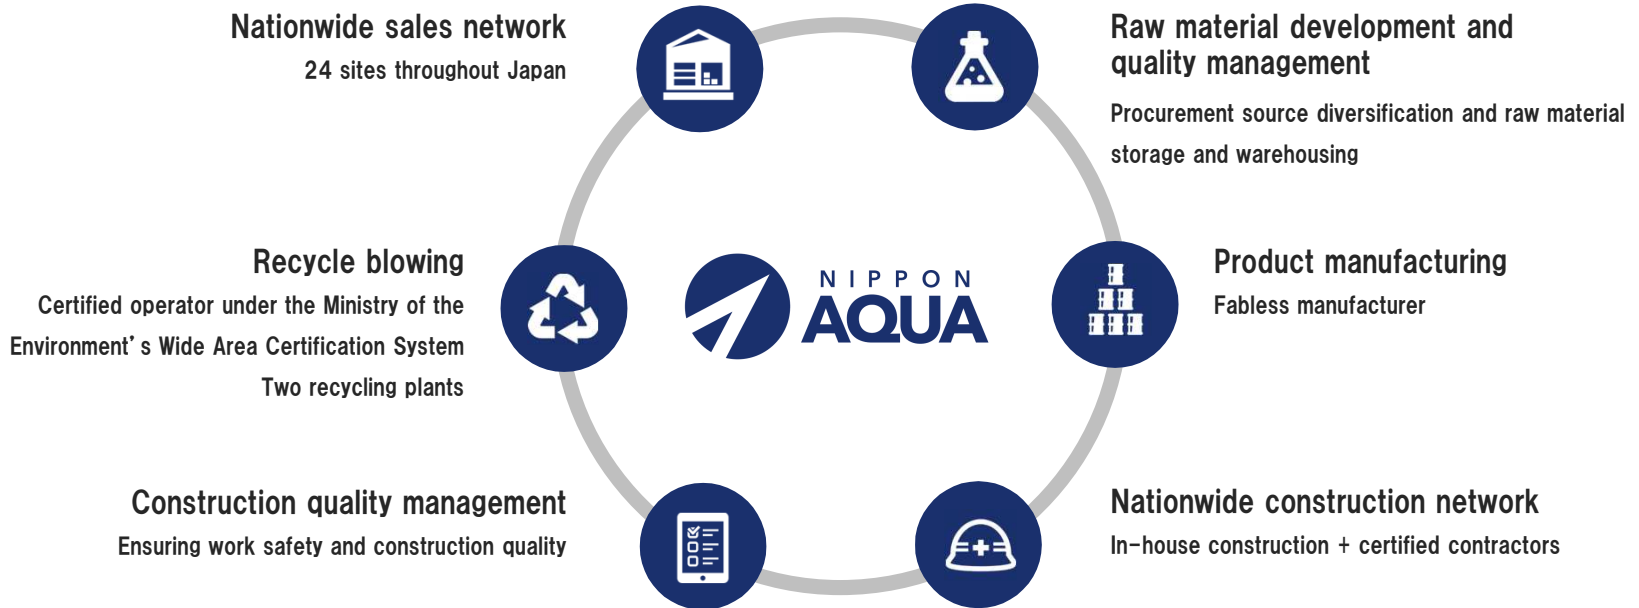 Nationwide sales network
24 sites throughout Japan
Raw material development and
quality management
Procurement source diversification and raw material
storage and warehousing
Recycle blowing
Certified operator under the Ministry of the
Environment's Wide Area Certification System
Two recycling plants
NIPPON
AQUA
Product manufacturing
Fabless manufacturer
Construction quality management
Ensuring work safety and construction quality
Nationwide construction network
In-house construction + certified contractors